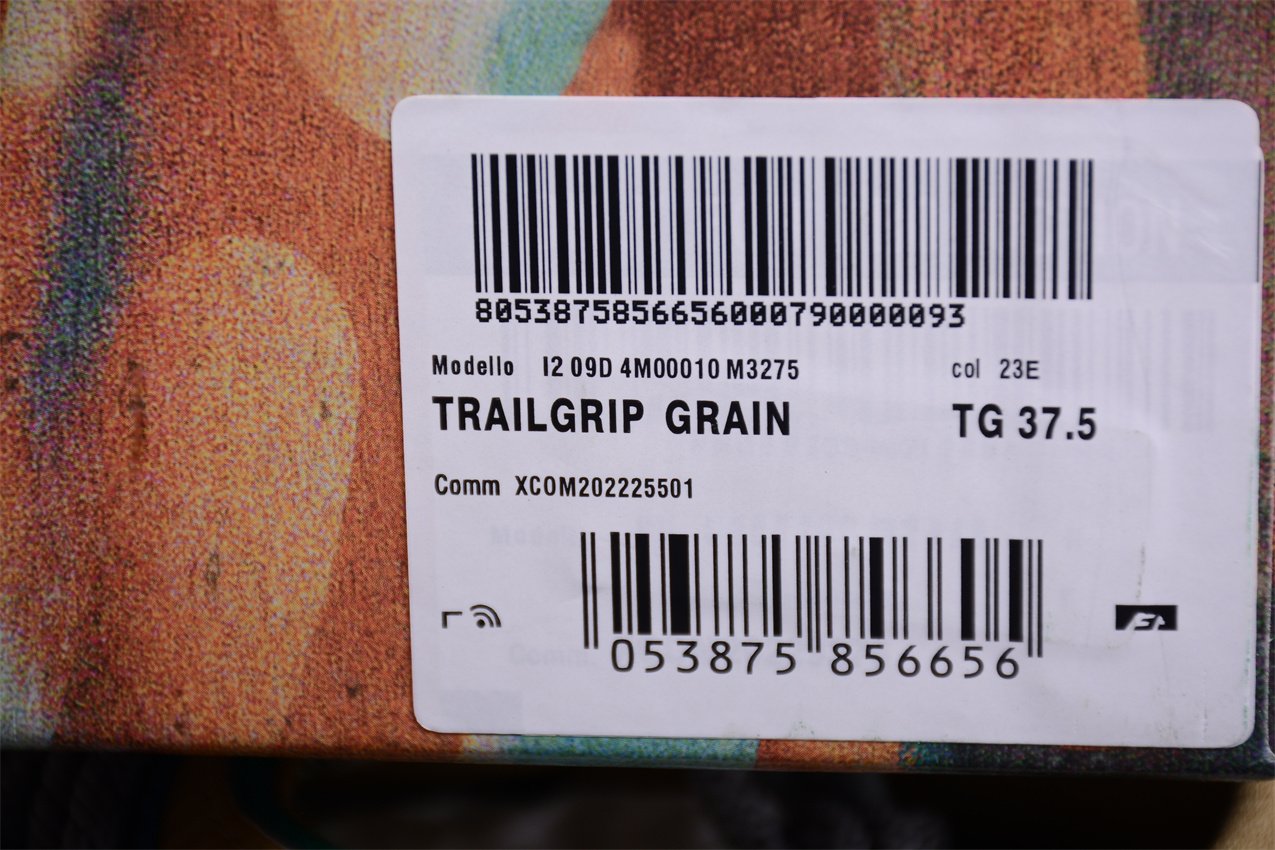 8053875856656000790000093
Modello I2 09D 4M00010 M3275 col 23E
TRAILGRIP GRAIN TG 37.5
Comm XCOM202225501
053875 856656